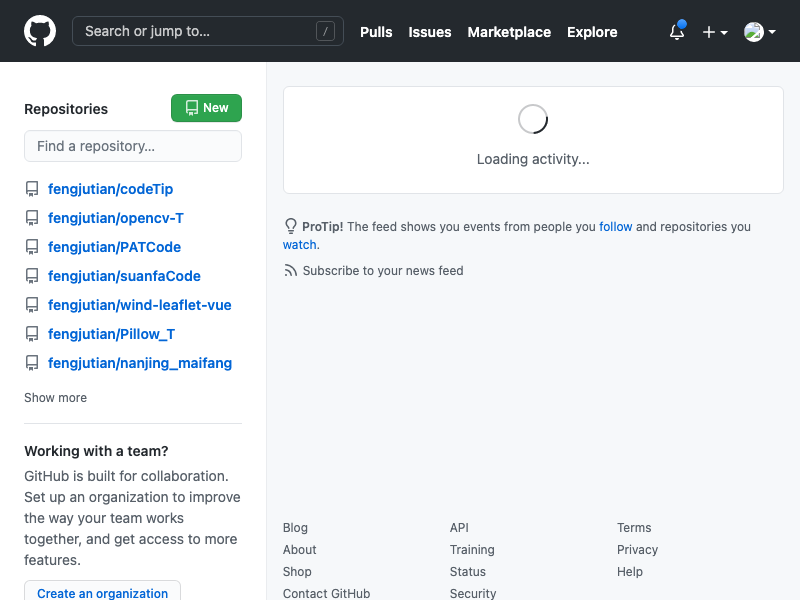 Search or jump to... /
Pulls Issues Marketplace Explore
Repositories
New
Find a repository...
fengjutian/codeTip
fengjutian/opencv-T
fengjutian/PATCode
fengjutian/suanfaCode
fengjutian/wind-leaflet-vue
fengjutian/Pillow_T
fengjutian/nanjing_maifang
Show more
Working with a team?
GitHub is built for collaboration.
Set up an organization to improve
the way your team works
together, and get access to more
features.
Create an organization
Loading activity...
ProTip! The feed shows you events from people you follow and repositories you
watch.
Subscribe to your news feed
Blog
About
Shop
Contact GitHub
API
Training
Status
Security
Terms
Privacy
Help